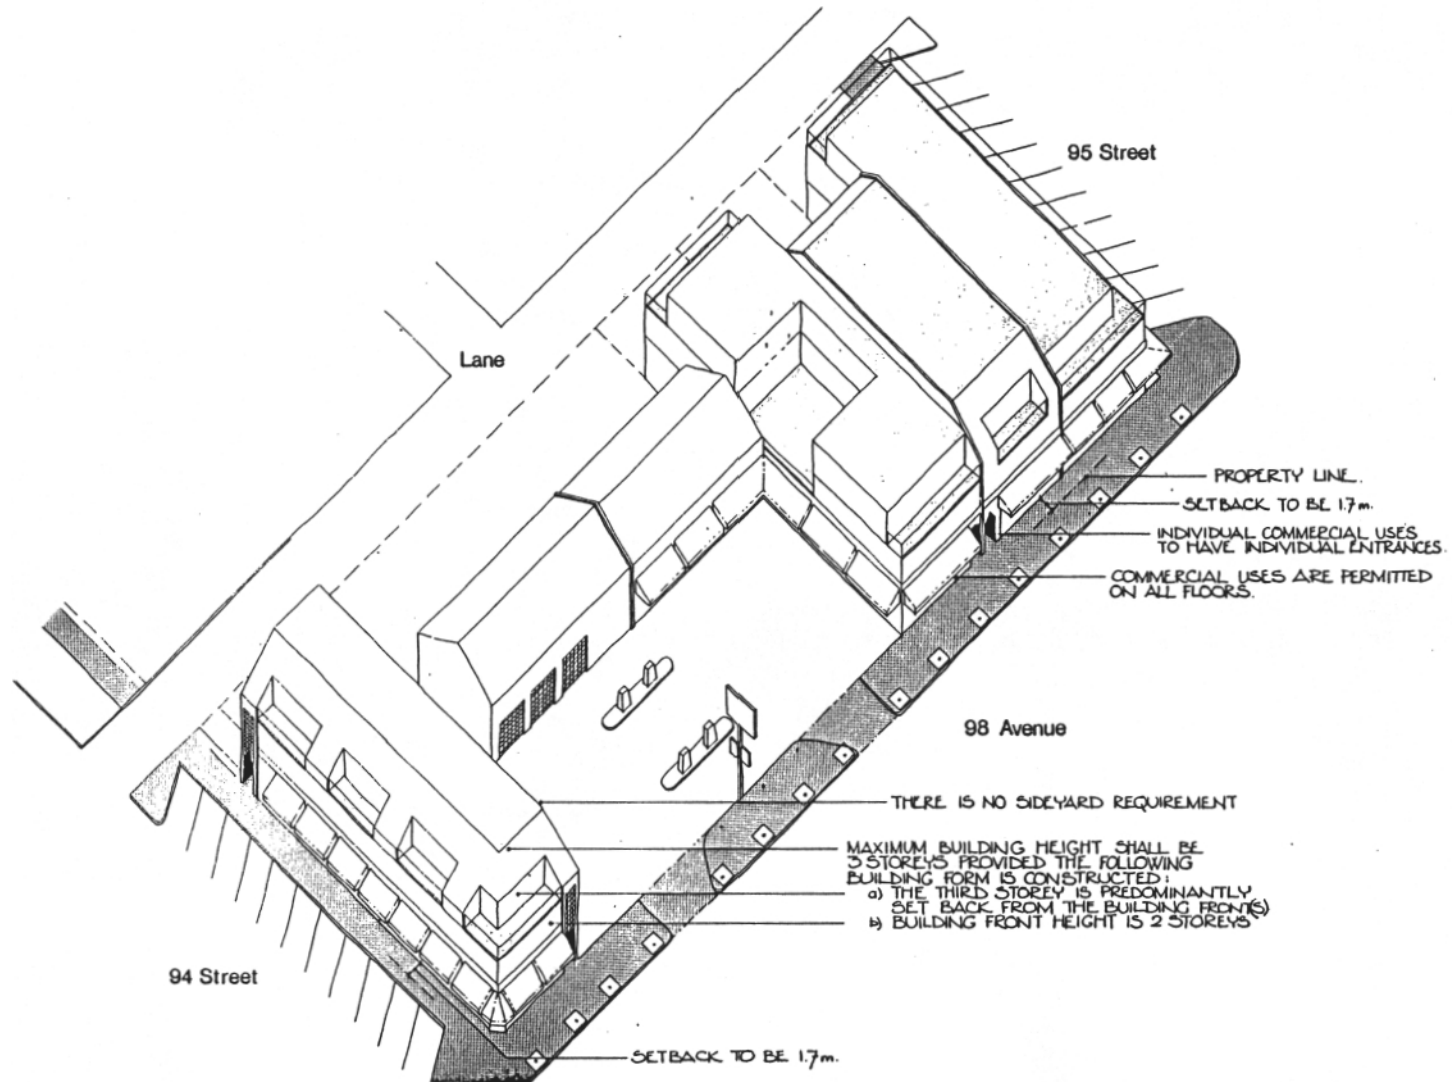 95 Street
Lane
PROPERTY LINE.
SETBACK TO BE 1.7m.
INDIVIDUAL COMMERCIAL USES
TO HAVE INDIVIDUAL ENTRANCES.
COMMERCIAL USES ARE PERMITTED
ON ALL FLOORS.
98 Avenue
THERE IS NO SIDEYARD REQUIREMENT
MAXIMUM BUILDING HEIGHT SHALL BE
3 STOREYS PROVIDED THE FOLLOWING
BUILDING FORM IS CONSTRUCTED:
a) THE THIRD STOREY IS PREDOMINANTLY
SET BACK FROM THE BUILDING FRONT(S)
b) BUILDING FRONT HEIGHT IS 2 STOREYS
94 Street
SETBACK TO BE 1.7m.